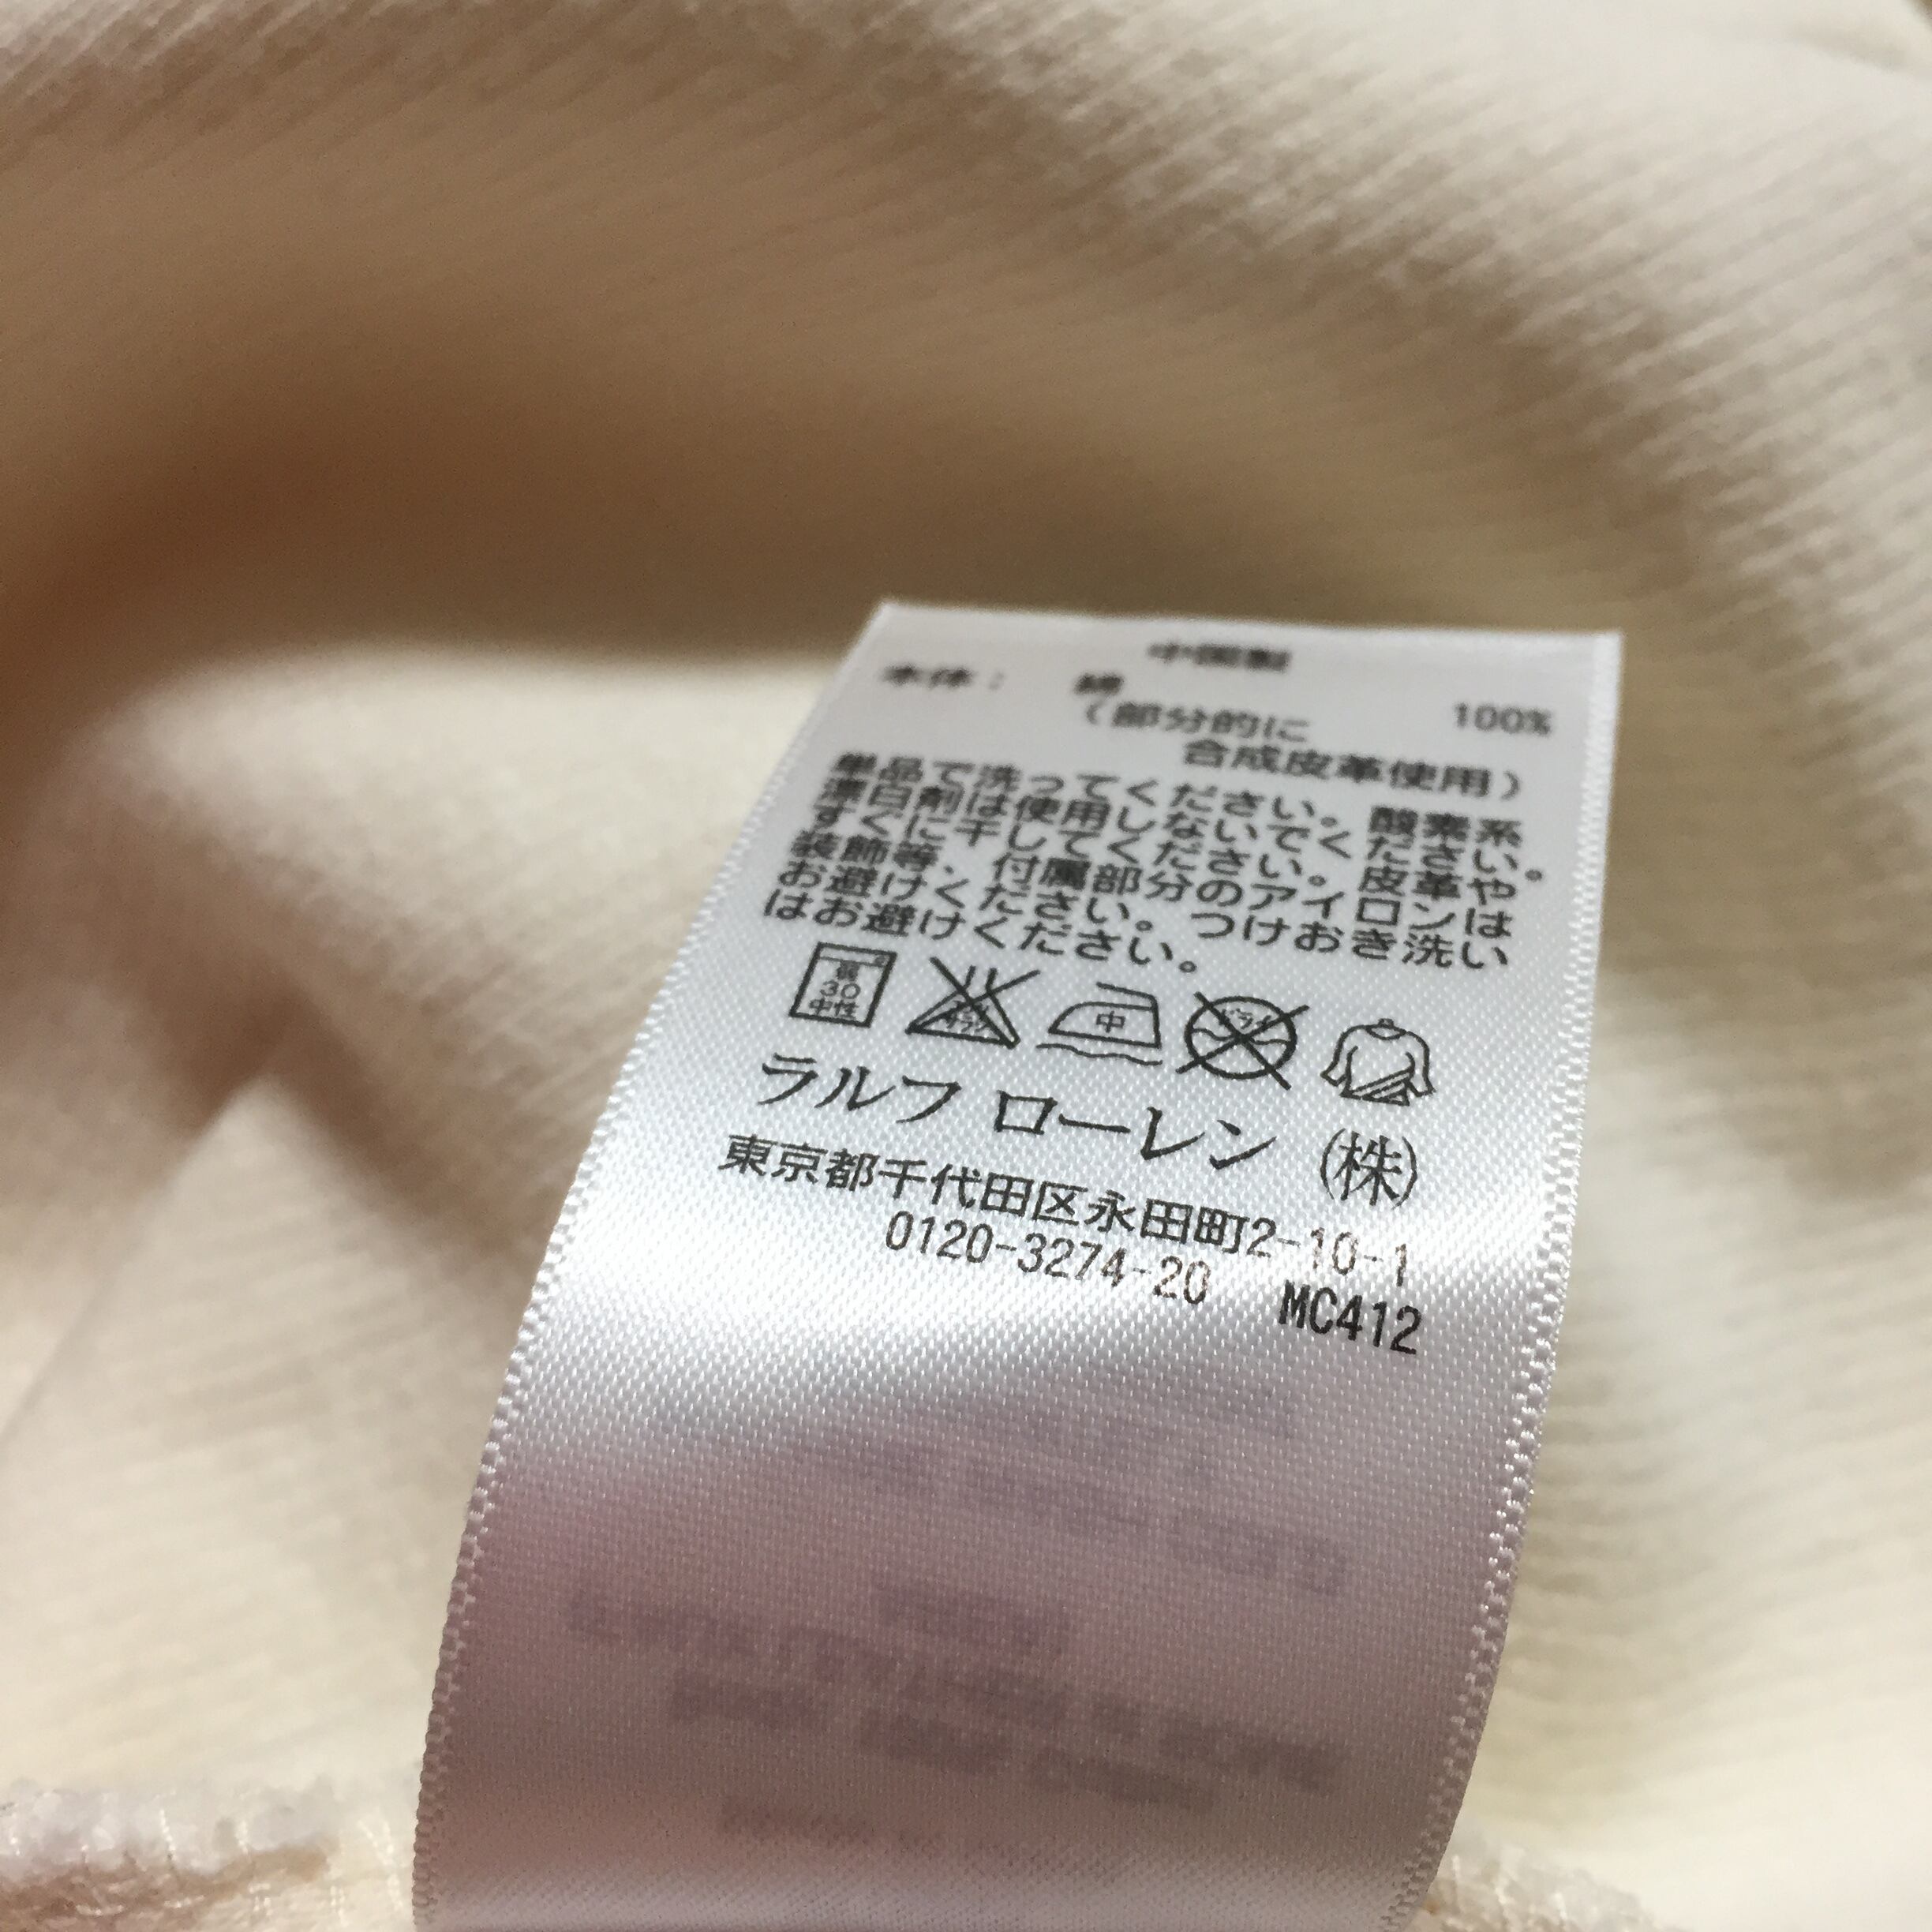 中国製
本体： 綿 100%
（部分的に
合成皮革使用）
単品で洗ってください。酸素系
漂白剤は使用しないでください。
すぐに干してください。皮革や
装飾等、付属部分のアイロンは
お避けください。つけおき洗い
はお避けください。
30
中性
中
ドライ
ラルフ ローレン（株）
東京都千代田区永田町2-10-1
0120-3274-20 MC412